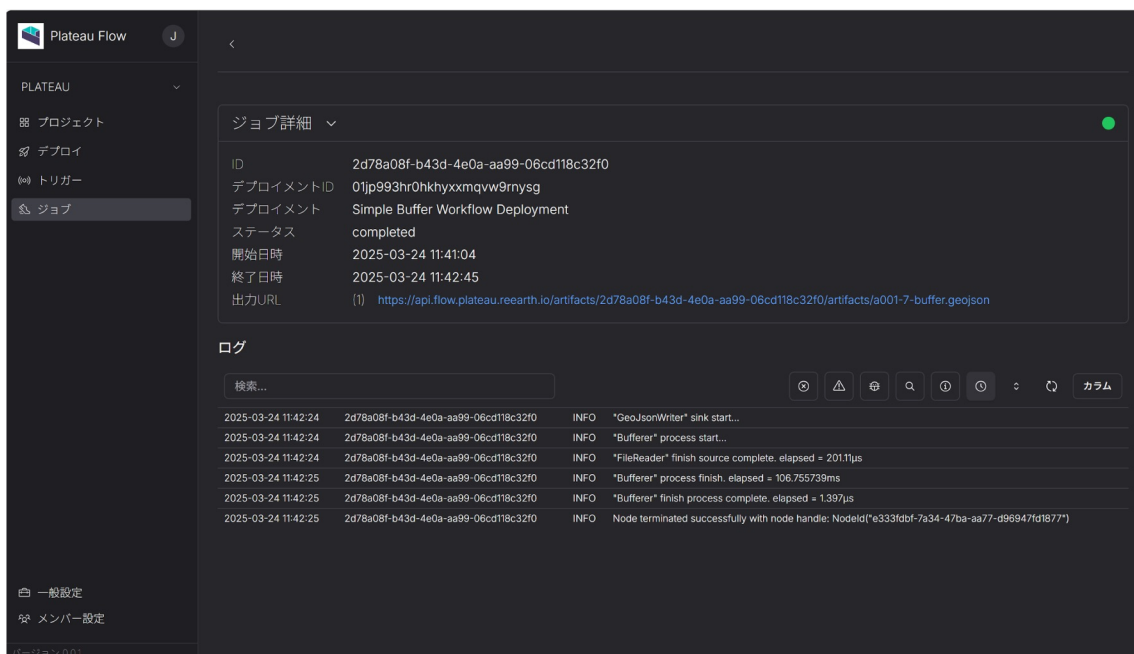 Plateau Flow
J
PLATEAU
プロジェクト
デプロイ
トリガー
ジョブ
一般設定
メンバー設定
バージョン 0.0.1
ジョブ詳細
ID 2d78a08f-b43d-4e0a-aa99-06cd118c32f0
デプロイメントID 01jp993hr0hkhyxxmqvw9rnysg
デプロイメント Simple Buffer Workflow Deployment
ステータス completed
開始日時 2025-03-24 11:41:04
終了日時 2025-03-24 11:42:45
出力URL (1) https://api.flow.plateau.reearth.io/artifacts/2d78a08f-b43d-4e0a-aa99-06cd118c32f0/artifacts/a001-7-buffer.geojson
ログ
検索...
カラム
2025-03-24 11:42:24 2d78a08f-b43d-4e0a-aa99-06cd118c32f0 INFO "GeoJsonWriter" sink start...
2025-03-24 11:42:24 2d78a08f-b43d-4e0a-aa99-06cd118c32f0 INFO "Bufferer" process start...
2025-03-24 11:42:24 2d78a08f-b43d-4e0a-aa99-06cd118c32f0 INFO "FileReader" finish source complete. elapsed = 201.11µs
2025-03-24 11:42:25 2d78a08f-b43d-4e0a-aa99-06cd118c32f0 INFO "Bufferer" process finish. elapsed = 106.755739ms
2025-03-24 11:42:25 2d78a08f-b43d-4e0a-aa99-06cd118c32f0 INFO "Bufferer" finish process complete. elapsed = 1.397µs
2025-03-24 11:42:25 2d78a08f-b43d-4e0a-aa99-06cd118c32f0 INFO Node terminated successfully with node handle: NodeId("e333fdbf-7a34-47ba-aa77-d96947fd1877")